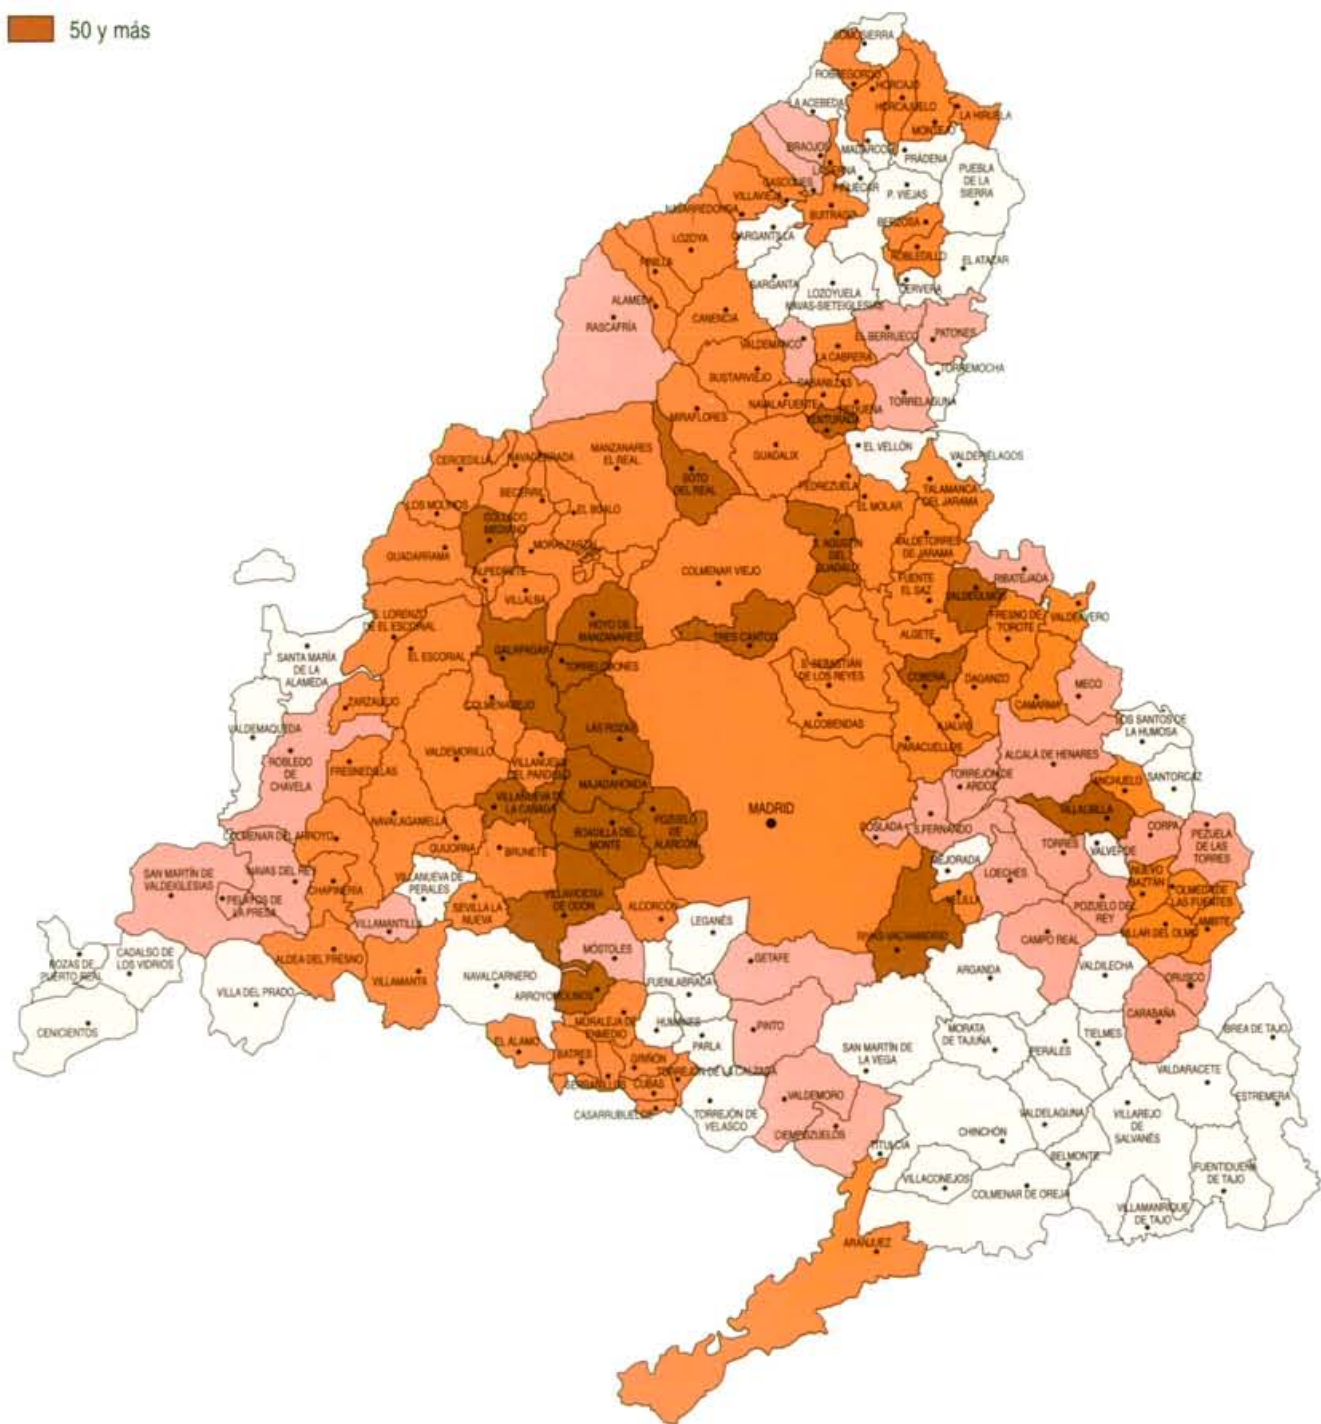 50 y más
SOMOSIERRA
ROBREGORDO
HORCAJO
LA ACEBEDA
HORCAJUELO
LA HIRUELA
MONTEJO
BRAOJOS
MADARCOS
PRÁDENA
LA SERNA
PUEBLA
DE LA
SIERRA
GASCONES
PIÑUECAR
P. VIEJAS
VILLAVIEJA
NAVARREDONDA
BUITRAGO
BERZOSA
GARGANTILLA
LOZOYA
ROBLEDILLO
EL ATAZAR
PINILLA
GARGANTA
CERVERA
LOZOYUELA
NAVAS-SIETEIGLESIAS
ALAMEDA
RASCAFRÍA
CANENCIA
EL BERRUECO
PATONES
VALDEMANCO
LA CABRERA
TORREMOCHA
BUSTARVIEJO
CABANILLAS
NAVALAFUENTE
REDUEÑA
TORRELAGUNA
MIRAFLORES
VENTURADA
EL VELLÓN
VALDEPIÉLAGOS
GUADALIX
MANZANARES
EL REAL
NAVACERRADA
CERCEDILLA
SOTO
DEL REAL
PEDREZUELA
TALAMANCA
DEL JARAMA
BECERRIL
LOS MOLINOS
EL BOALO
EL MOLAR
COLLADO
MEDIANO
S. AGUSTÍN
DEL
GUADALIX
VALDETORRES
DE JARAMA
MORALZARZAL
GUADARRAMA
ALPEDRETE
COLMENAR VIEJO
FUENTE
EL SAZ
RIBATEJADA
VALDEOLMOS
VILLALBA
FRESNO DE
TOROTE
VALDEAVERO
S. LORENZO
DE EL ESCORIAL
HOYO DE
MANZANARES
TRES CANTOS
ALGETE
SANTA MARÍA
DE LA
ALAMEDA
EL ESCORIAL
GALAPAGAR
TORRELODONES
S. SEBASTIÁN
DE LOS REYES
COBEÑA
DAGANZO
MECO
ZARZALEJO
COLMENAREJO
CAMARMA
ALCOBENDAS
AJALVIR
LOS SANTOS DE
LA HUMOSA
VALDEMAQUEDA
LAS ROZAS
PARACUELLOS
ALCALÁ DE HENARES
VALDEMORILLO
ROBLEDO
DE
CHAVELA
FRESNEDILLAS
VILLANUEVA
DEL PARDILLO
TORREJÓN DE
ARDOZ
ANCHUELO
SANTORCAZ
MAJADAHONDA
VILLANUEVA DE
LA CAÑADA
VILLALBILLA
MADRID
NAVALAGAMELLA
POZUELO
DE
ALARCÓN
S. FERNANDO
COLMENAR DEL ARROYO
BOADILLA DEL
MONTE
COSLADA
CORPA
PEZUELA
DE LAS
TORRES
QUIJORNA
BRUNETE
TORRES
VALVERDE
MEJORADA
SAN MARTÍN DE
VALDEIGLESIAS
NAVAS DEL REY
VILLANUEVA DE
PERALES
LOECHES
NUEVO
BAZTÁN
CHAPINERÍA
VILLAVICIOSA
DE ODÓN
OLMEDA DE
LAS FUENTES
PELAYOS DE
LA PRESA
SEVILLA LA
NUEVA
ALCORCÓN
VELILLA
POZUELO DEL
REY
AMBITE
VILLAMANTILLA
LEGANÉS
VILLAR DEL OLMO
RIVAS-VACIAMADRID
CAMPO REAL
ALDEA DEL FRESNO
MÓSTOLES
GETAFE
ROZAS DE
PUERTO REAL
CADALSO DE
LOS VIDRIOS
VILLAMANTA
NAVALCARNERO
VALDILECHA
ORUSCO
ARGANDA
FUENLABRADA
VILLA DEL PRADO
ARROYOMOLINOS
CENICIENTOS
MORALEJA DE
ENMEDIO
HUMANES
PINTO
CARABAÑA
BREA DE TAJO
PARLA
MORATA
DE TAJUÑA
TIELMES
PERALES
EL ÁLAMO
BATRES
GRIÑÓN
SAN MARTÍN DE
LA VEGA
VALDARACETE
SERRANILLOS
CUBAS
TORREJÓN DE LA CALZADA
CASARRUBUELOS
TORREJÓN DE
VELASCO
VALDEMORO
ESTREMERA
CIEMPOZUELOS
VALDELAGUNA
VILLAREJO
DE
SALVANÉS
CHINCHÓN
TITULCIA
BELMONTE
VILLACONEJOS
COLMENAR DE OREJA
FUENTIDUEÑA
DE TAJO
VILLAMANRIQUE
DE TAJO
ARANJUEZ